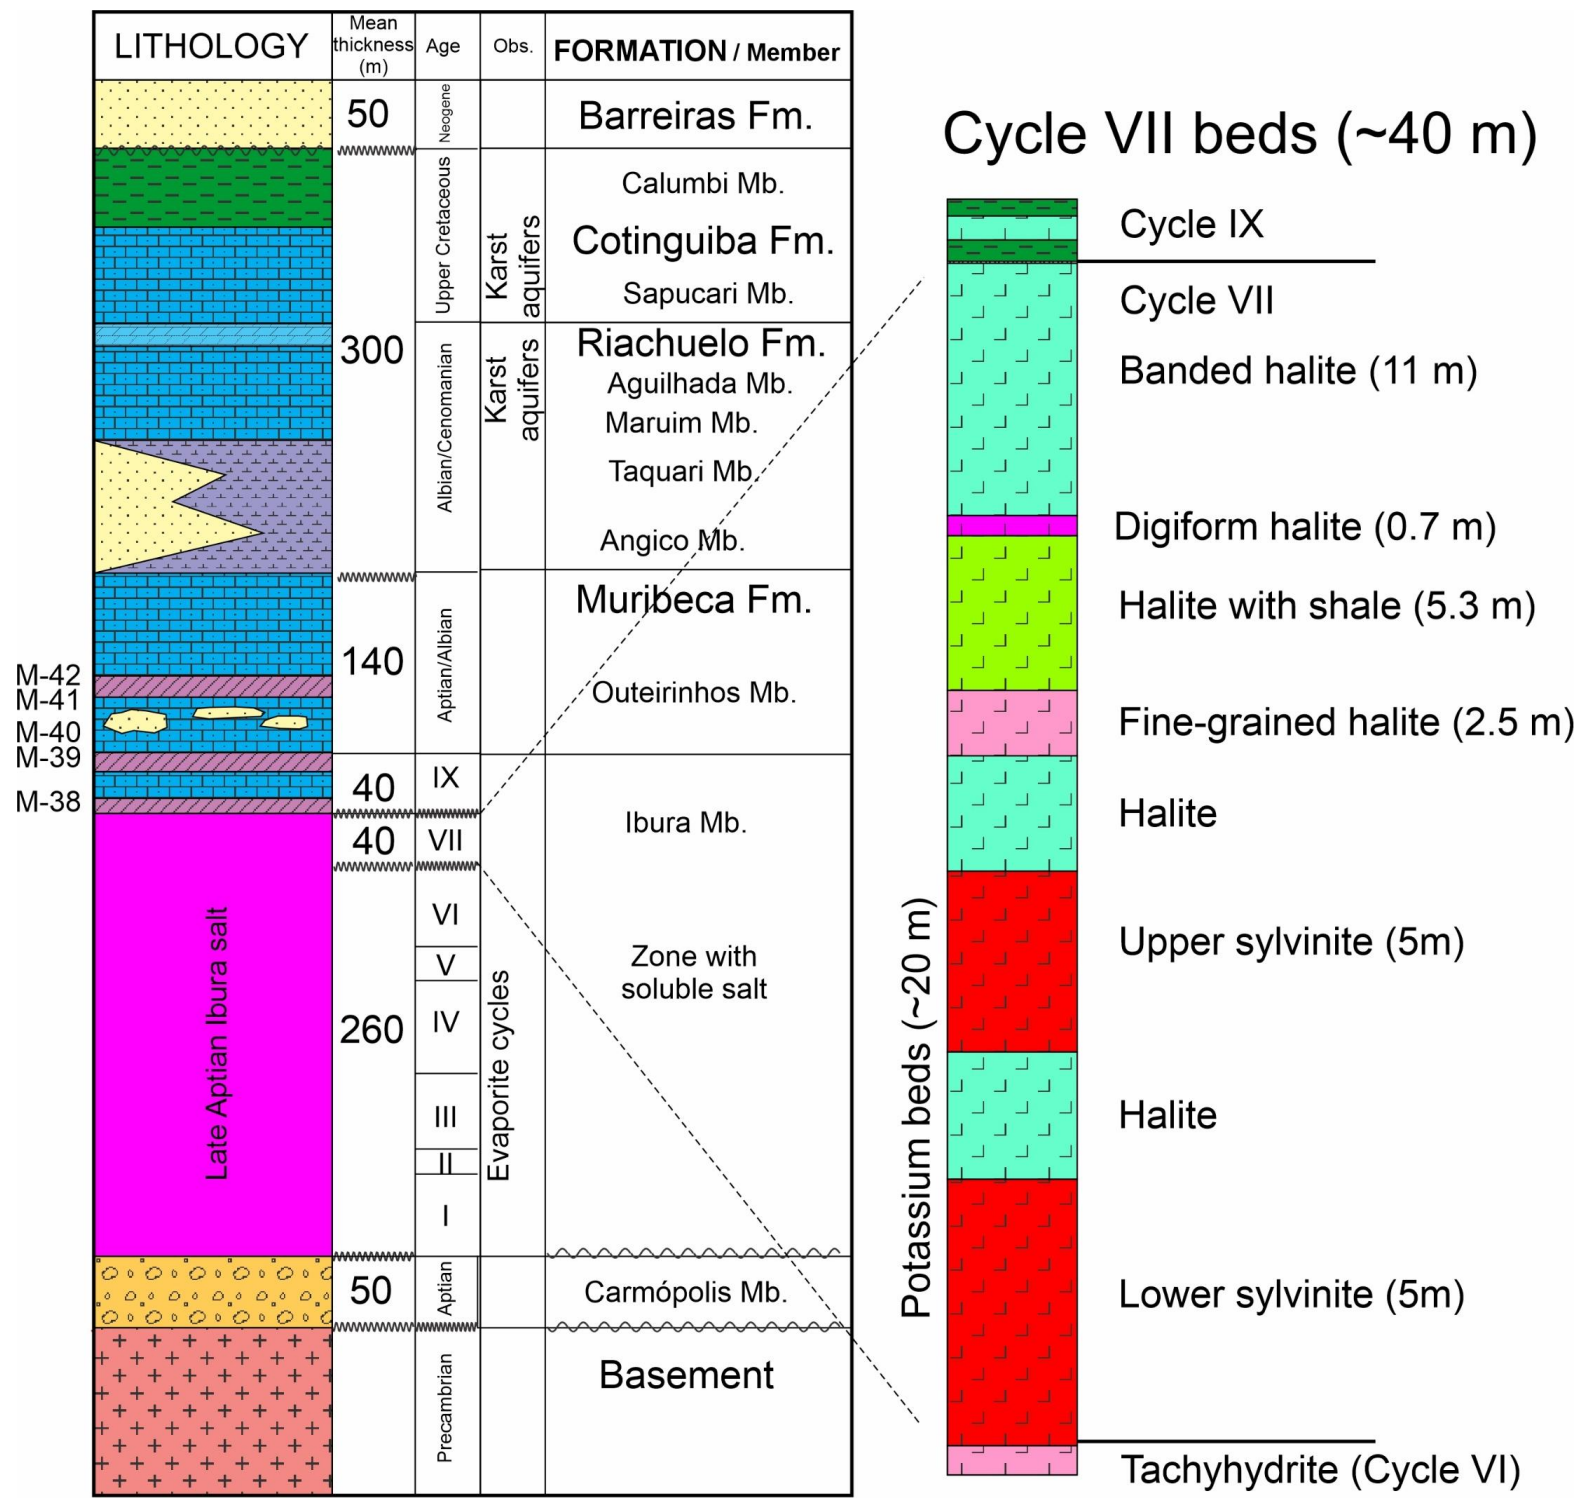 LITHOLOGY
Mean
thickness
(m)
Age
Obs.
FORMATION / Member
50
Neogene
Barreiras Fm.
300
Upper Cretaceous
Karst
aquifers
Calumbi Mb.
Cotinguiba Fm.
Sapucari Mb.
Albian/Cenomanian
Karst
aquifers
Riachuelo Fm.
Aguilhada Mb.
Maruim Mb.
Taquari Mb.
Angico Mb.
M-42
M-41
M-40
M-39
M-38
140
Aptian/Albian
Muribeca Fm.
Outeirinhos Mb.
40
IX
Ibura Mb.
40
VII
Late Aptian Ibura salt
260
VI
V
IV
III
II
I
Evaporite cycles
Zone with
soluble salt
50
Aptian
Carmópolis Mb.
Precambrian
Basement
Cycle VII beds (~40 m)
Cycle IX
Cycle VII
Banded halite (11 m)
Digiform halite (0.7 m)
Halite with shale (5.3 m)
Fine-grained halite (2.5 m)
Halite
Potassium beds (~20 m)
Upper sylvinite (5m)
Halite
Lower sylvinite (5m)
Tachyhydrite (Cycle VI)